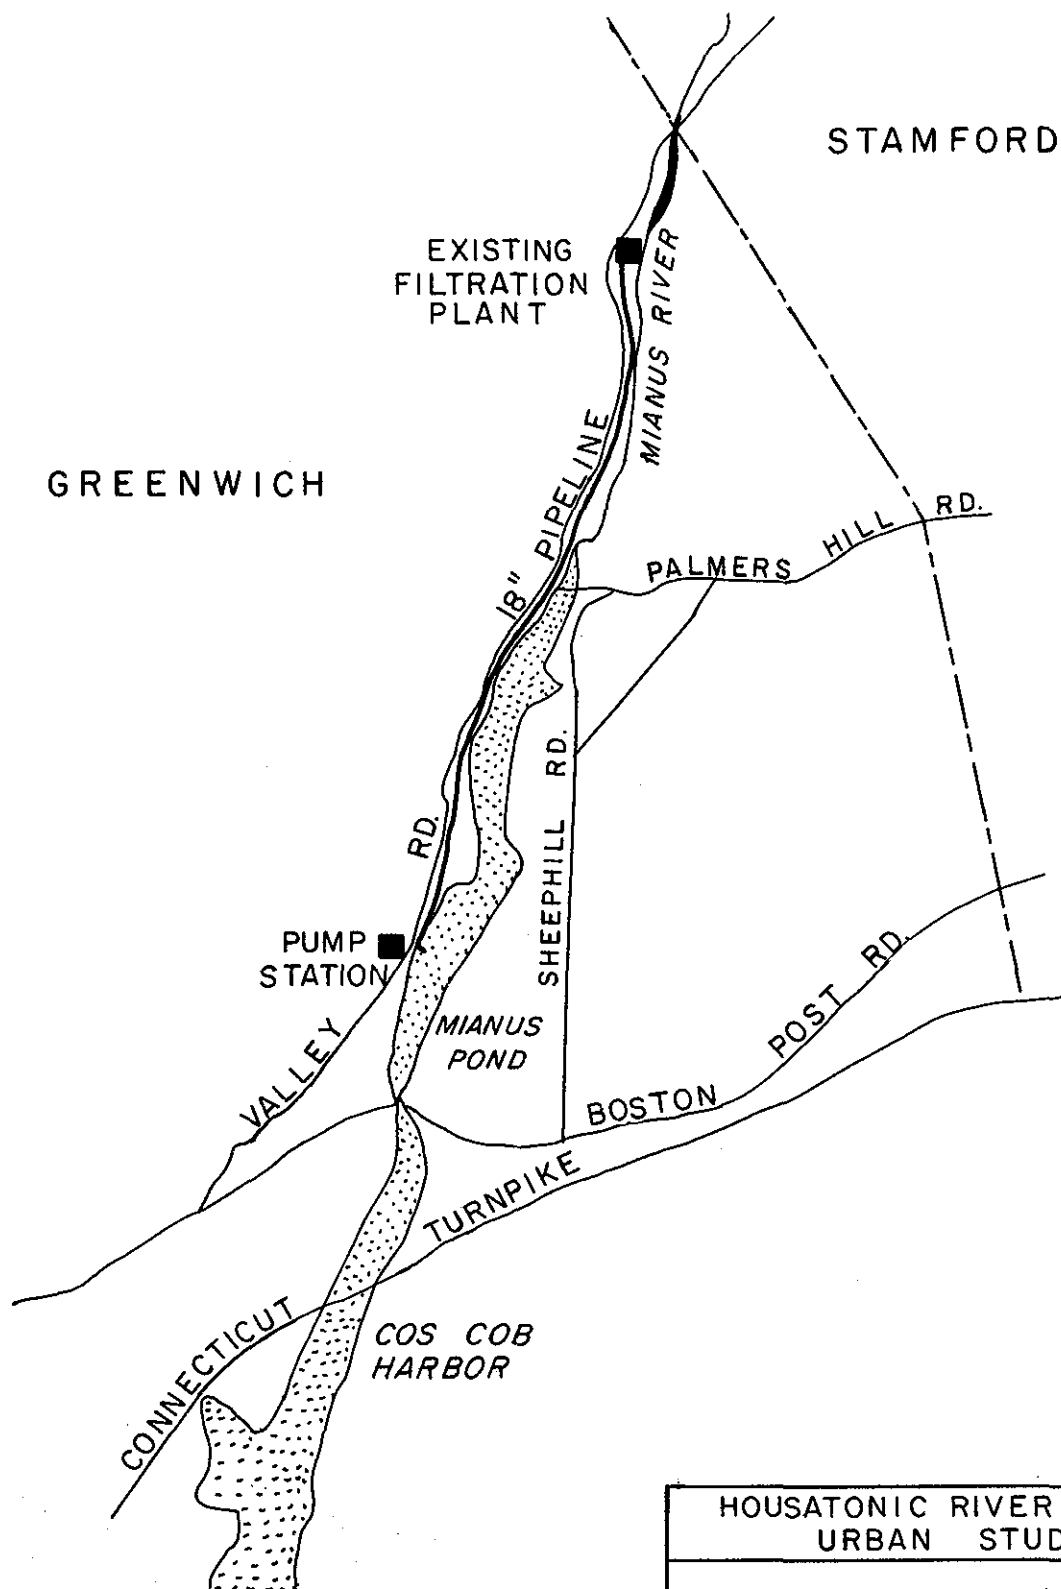 STAMFORD
EXISTING
FILTRATION
PLANT
MIANUS RIVER
GREENWICH
18" PIPELINE
PALMERS HILL RD.
SHEEPHILL RD.
VALLEY RD.
PUMP
STATION
MIANUS
POND
BOSTON POST RD.
CONNECTICUT TURNPIKE
COS COB
HARBOR
HOUSATONIC RIVER
URBAN STUD